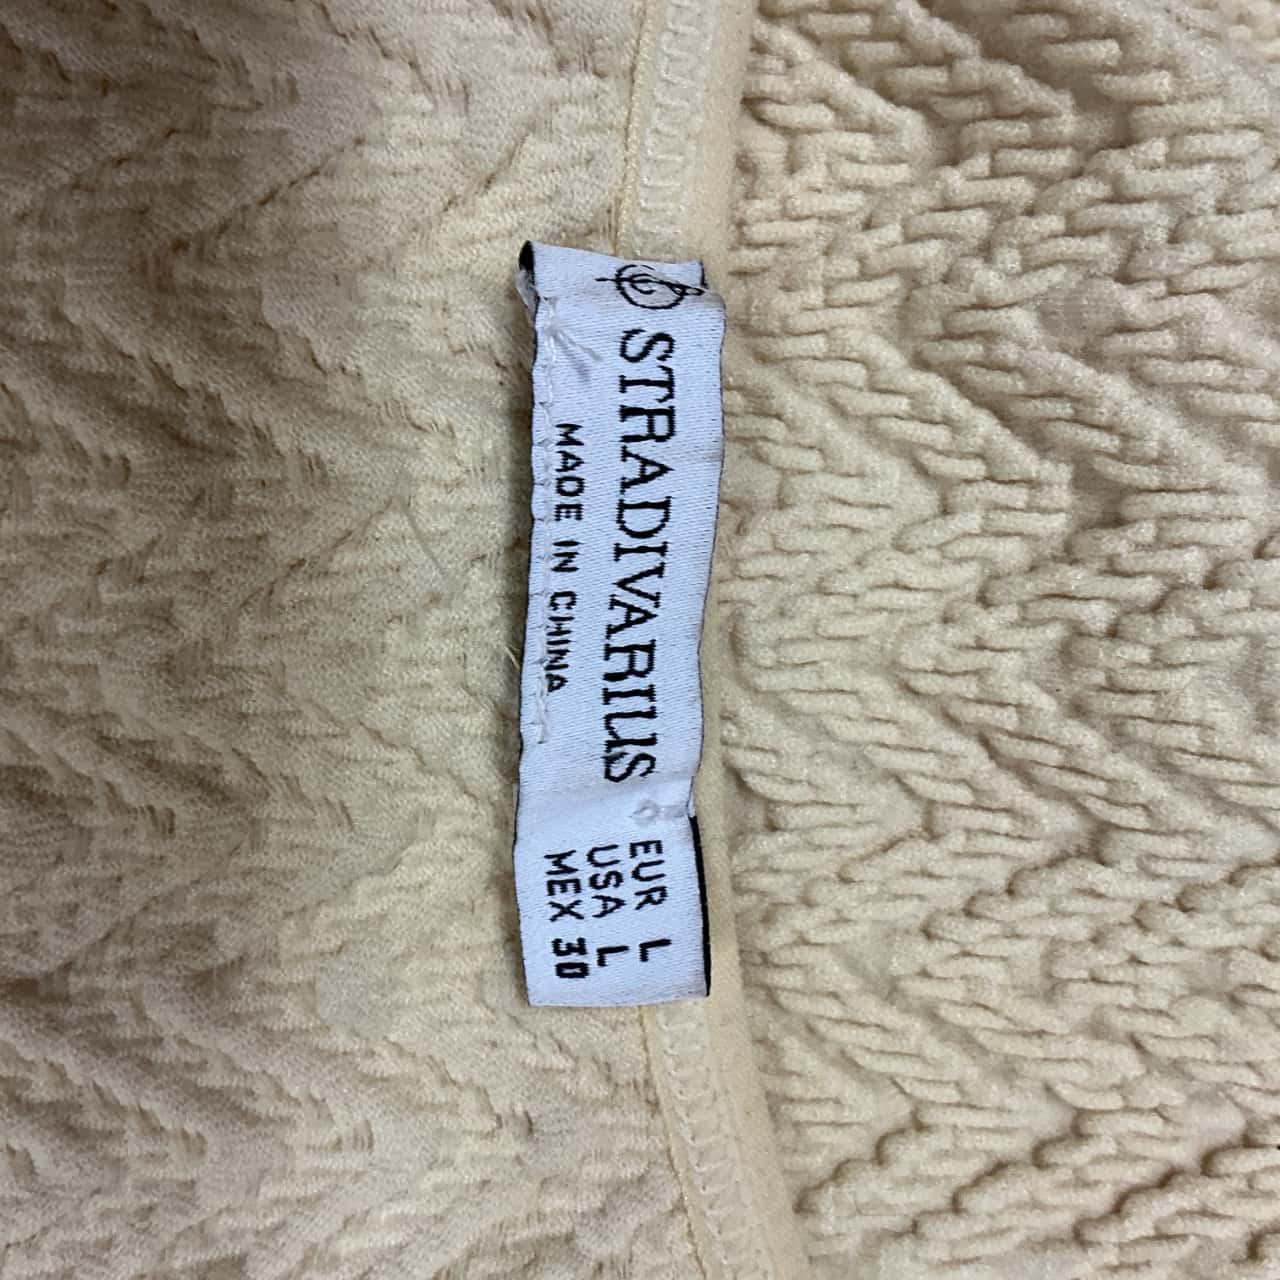 STRADIVARIUS
MADE IN CHINA
EUR L
USA L
MEX 30